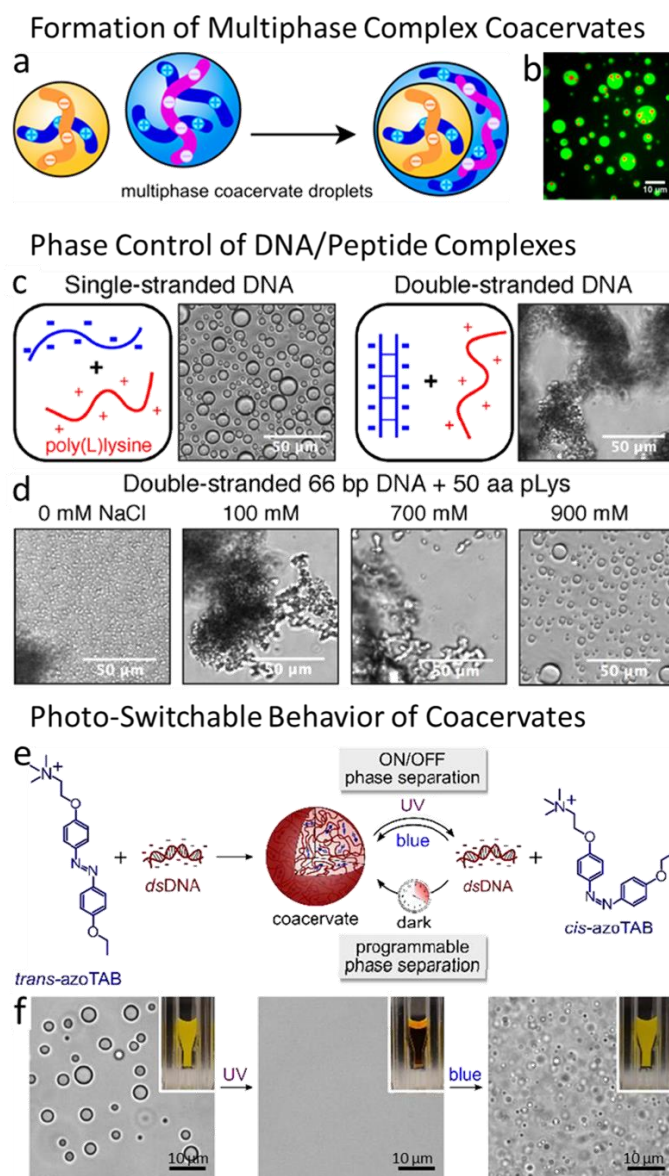 Formation of Multiphase Complex Coacervates
a
b
multiphase coacervate droplets
10 μm
Phase Control of DNA/Peptide Complexes
c
Single-stranded DNA
Double-stranded DNA
+
poly(L)lysine
50 μm
+
50 μm
d
Double-stranded 66 bp DNA + 50 aa pLys
0 mM NaCl
100 mM
700 mM
900 mM
50 μm
50 μm
50 μm
50 μm
Photo-Switchable Behavior of Coacervates
e
ON/OFF
phase separation
UV
blue
N+
O
N=N
O
trans-azoTAB
+
dsDNA
coacervate
dark
programmable
phase separation
dsDNA
+
N+
O
N=N
O
cis-azoTAB
f
UV
blue
10 μm
10 μm
10 μm